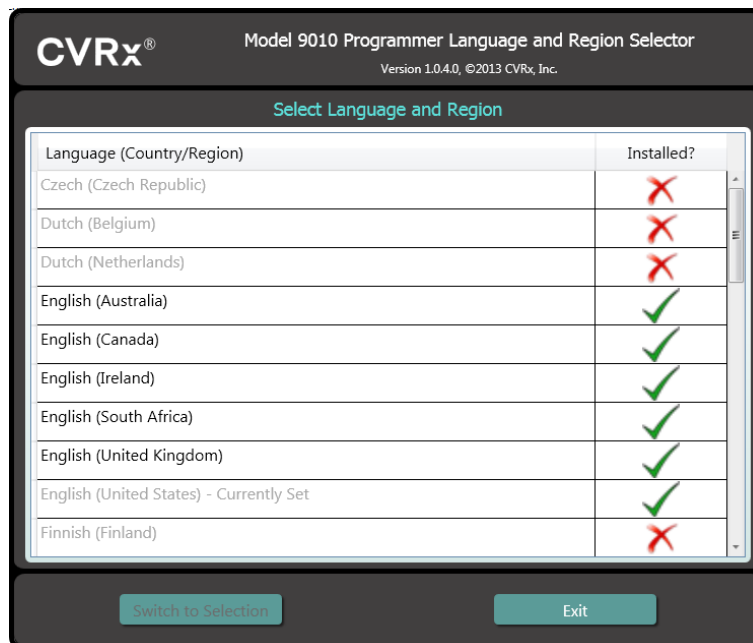 CVRx®
Model 9010 Programmer Language and Region Selector
Version 1.0.4.0, ©2013 CVRx, Inc.
Select Language and Region
Language (Country/Region) Installed?
Czech (Czech Republic)
Dutch (Belgium)
Dutch (Netherlands)
English (Australia)
English (Canada)
English (Ireland)
English (South Africa)
English (United Kingdom)
English (United States) - Currently Set
Finnish (Finland)
Switch to Selection Exit